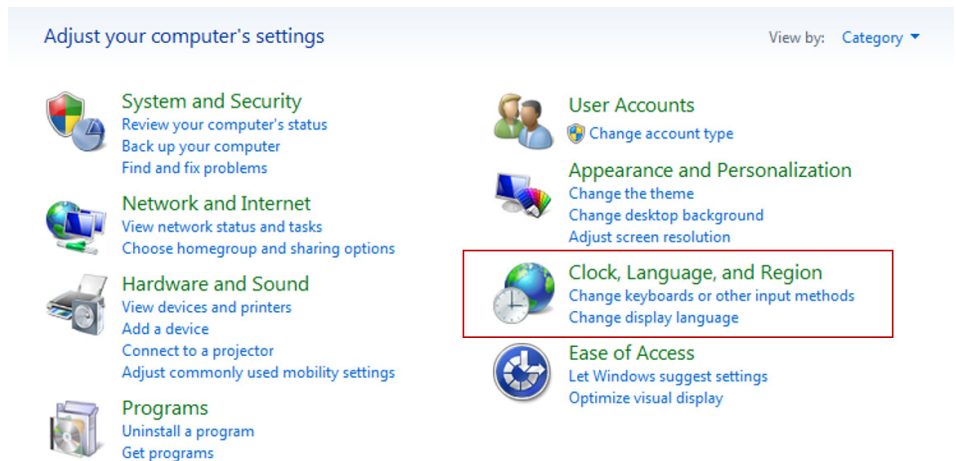 Adjust your computer's settings
View by: Category
System and Security
Review your computer's status
Back up your computer
Find and fix problems
Network and Internet
View network status and tasks
Choose homegroup and sharing options
Hardware and Sound
View devices and printers
Add a device
Connect to a projector
Adjust commonly used mobility settings
Programs
Uninstall a program
Get programs
User Accounts
Change account type
Appearance and Personalization
Change the theme
Change desktop background
Adjust screen resolution
Clock, Language, and Region
Change keyboards or other input methods
Change display language
Ease of Access
Let Windows suggest settings
Optimize visual display